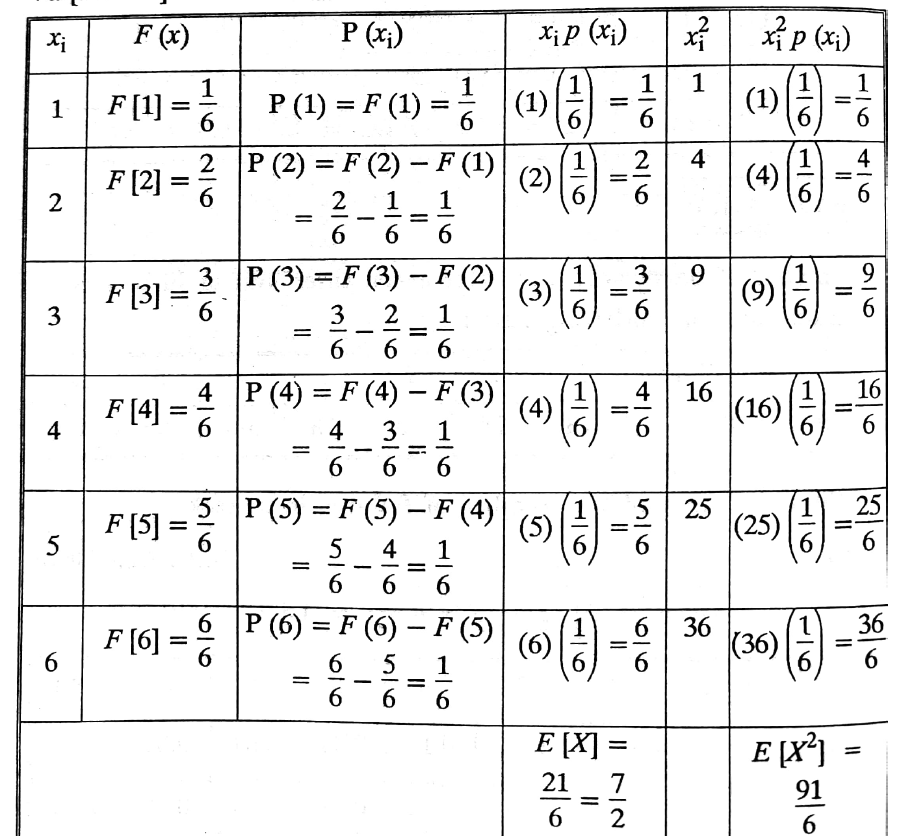 xᵢ | F (x) | P (xᵢ) | xᵢ p (xᵢ) | xᵢ² | xᵢ² p (xᵢ)
1 | F [1] = 1/6 | P (1) = F (1) = 1/6 | (1) (1/6) = 1/6 | 1 | (1) (1/6) = 1/6
2 | F [2] = 2/6 | P (2) = F (2) − F (1) | (2) (1/6) = 2/6 | 4 | (4) (1/6) = 4/6
= 2/6 − 1/6 = 1/6
3 | F [3] = 3/6 | P (3) = F (3) − F (2) | (3) (1/6) = 3/6 | 9 | (9) (1/6) = 9/6
= 3/6 − 2/6 = 1/6
4 | F [4] = 4/6 | P (4) = F (4) − F (3) | (4) (1/6) = 4/6 | 16 | (16) (1/6) = 16/6
= 4/6 − 3/6 = 1/6
5 | F [5] = 5/6 | P (5) = F (5) − F (4) | (5) (1/6) = 5/6 | 25 | (25) (1/6) = 25/6
= 5/6 − 4/6 = 1/6
6 | F [6] = 6/6 | P (6) = F (6) − F (5) | (6) (1/6) = 6/6 | 36 | (36) (1/6) = 36/6
= 6/6 − 5/6 = 1/6
E [X] = | E [X²] =
21/6 = 7/2 | 91/6